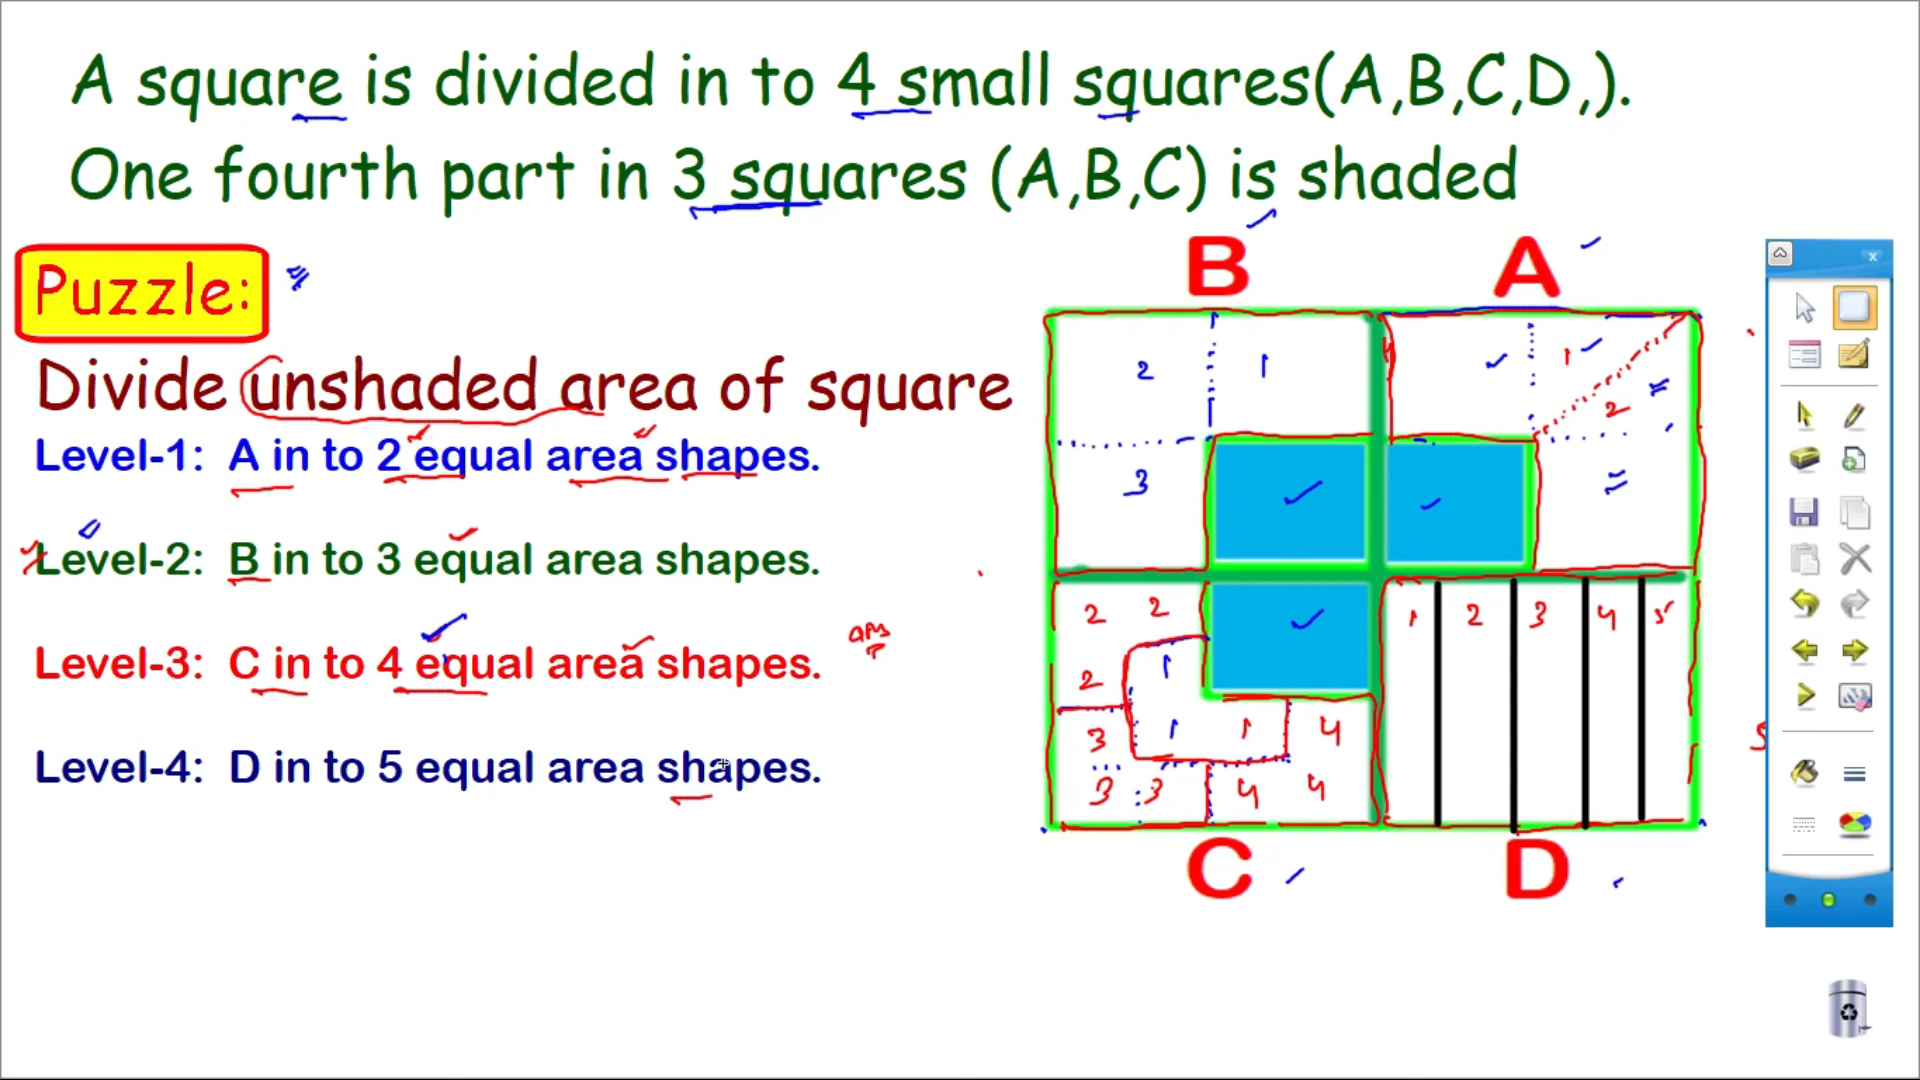 A square is divided in to 4 small squares(A,B,C,D,).
One fourth part in 3 squares (A,B,C) is shaded
Puzzle:
Divide unshaded area of square
Level-1: A in to 2 equal area shapes.
Level-2: B in to 3 equal area shapes.
Level-3: C in to 4 equal area shapes.
Level-4: D in to 5 equal area shapes.
B A
2 1 1
2
3
2 2 1 2 3 4 5
2 1
3 1 1 4
3 3 4 4
C D